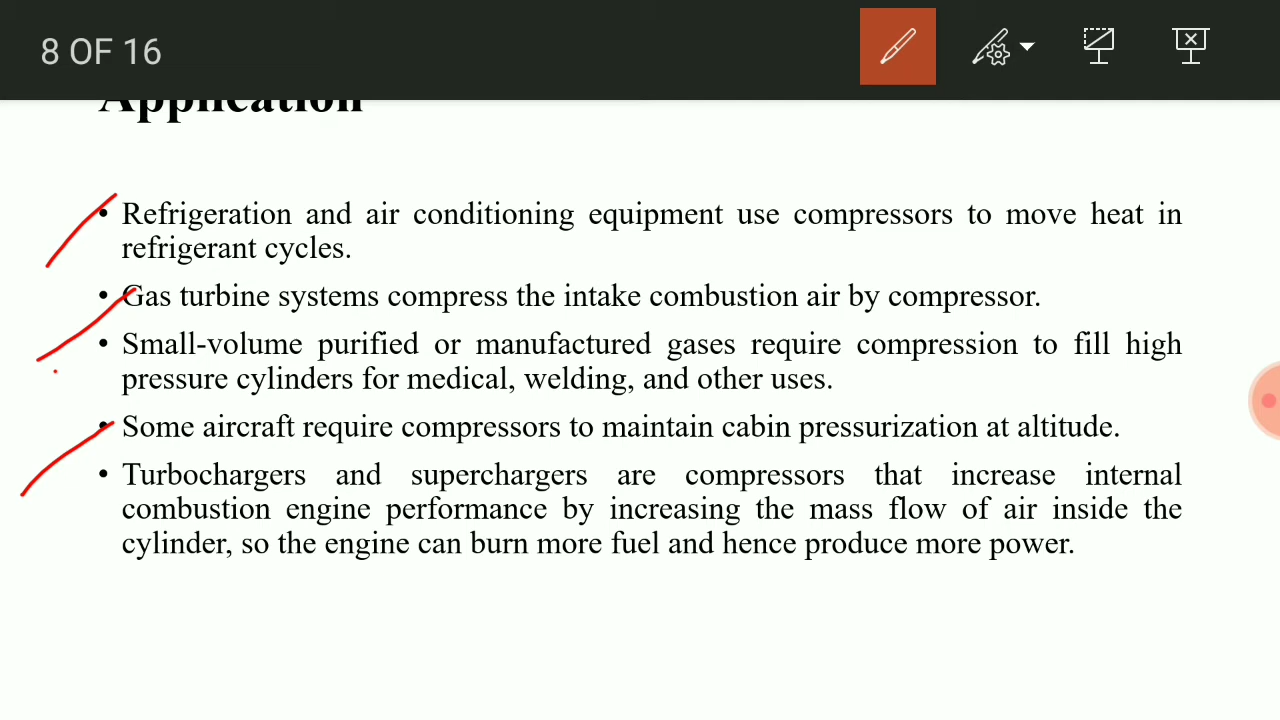 8 OF 16
Application
• Refrigeration and air conditioning equipment use compressors to move heat in
refrigerant cycles.
• Gas turbine systems compress the intake combustion air by compressor.
• Small-volume purified or manufactured gases require compression to fill high
pressure cylinders for medical, welding, and other uses.
• Some aircraft require compressors to maintain cabin pressurization at altitude.
• Turbochargers and superchargers are compressors that increase internal
combustion engine performance by increasing the mass flow of air inside the
cylinder, so the engine can burn more fuel and hence produce more power.